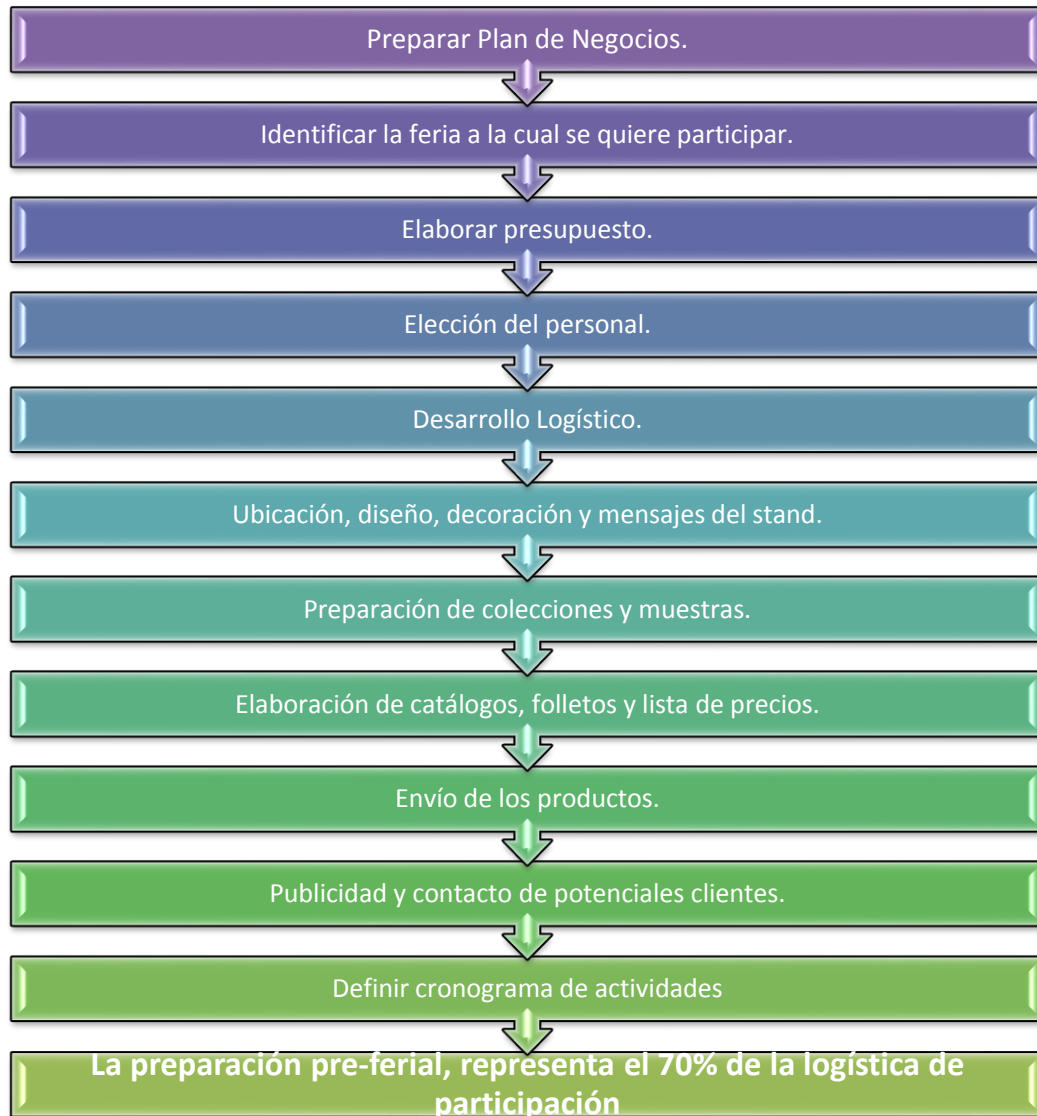 Preparar Plan de Negocios.
Identificar la feria a la cual se quiere participar.
Elaborar presupuesto.
Elección del personal.
Desarrollo Logístico.
Ubicación, diseño, decoración y mensajes del stand.
Preparación de colecciones y muestras.
Elaboración de catálogos, folletos y lista de precios.
Envío de los productos.
Publicidad y contacto de potenciales clientes.
Definir cronograma de actividades
La preparación pre-ferial, representa el 70% de la logística de
participación